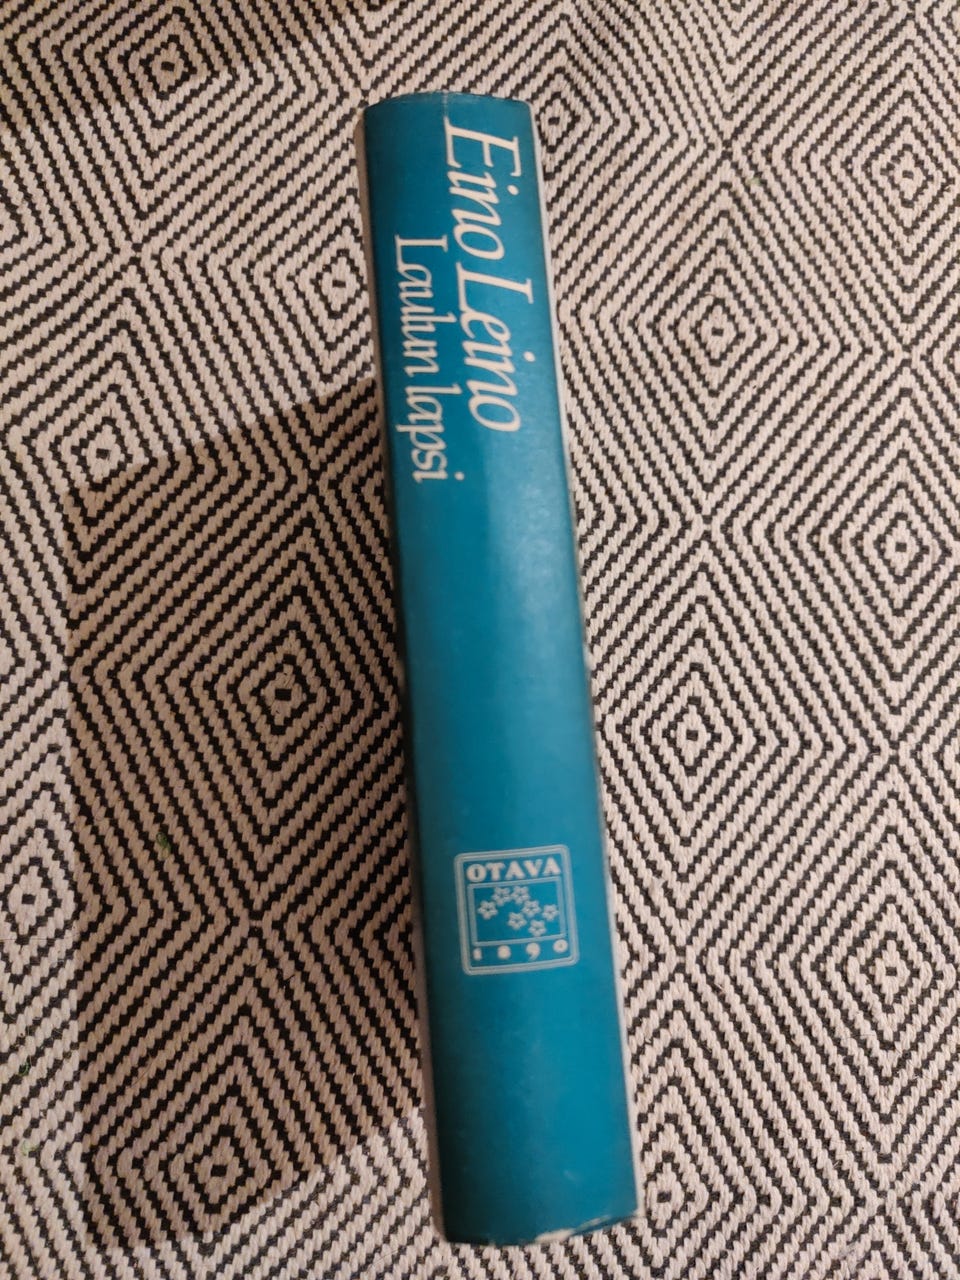 Eino Leino
Laulun lapsi
OTAVA
1890